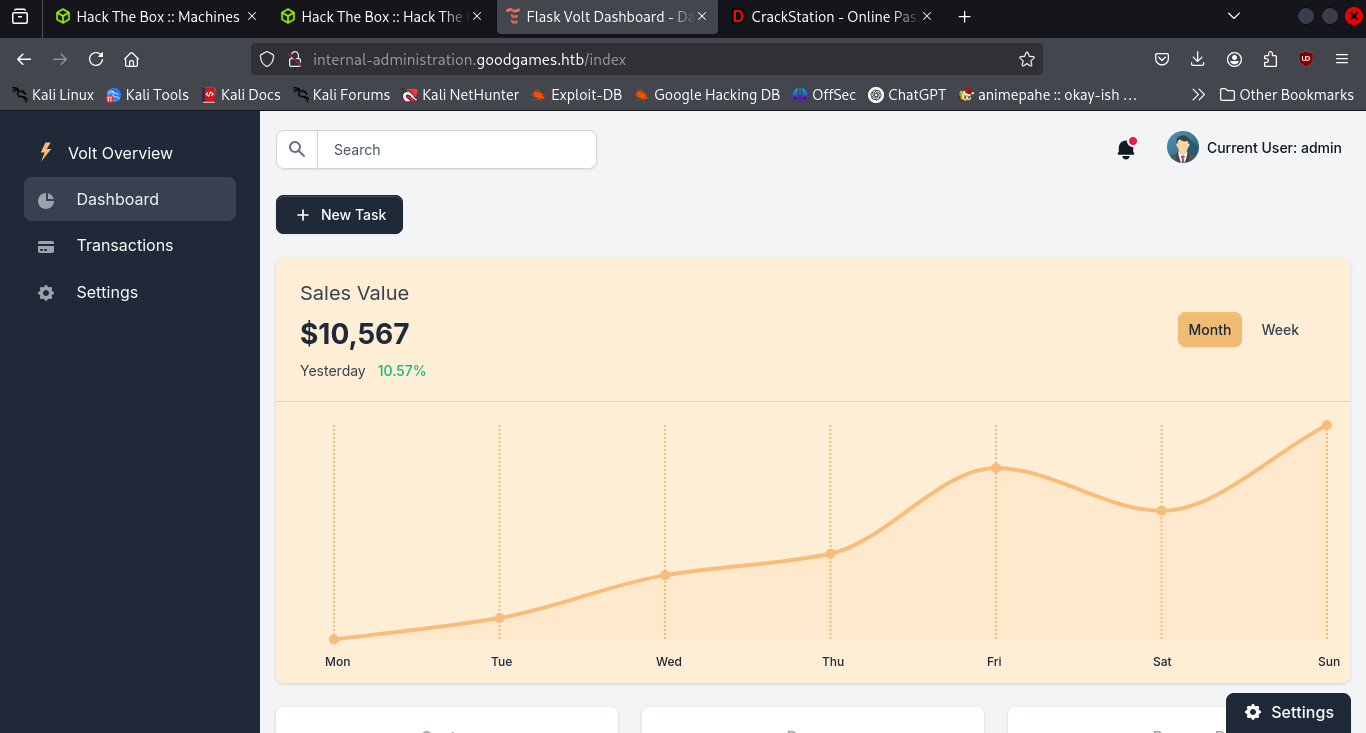 Hack The Box :: Machines
Hack The Box :: Hack The
Flask Volt Dashboard - Da
CrackStation - Online Pas
internal-administration.goodgames.htb/index
Kali Linux
Kali Tools
Kali Docs
Kali Forums
Kali NetHunter
Exploit-DB
Google Hacking DB
OffSec
ChatGPT
animepahe :: okay-ish ...
Other Bookmarks
Volt Overview
Dashboard
Transactions
Settings
Search
Current User: admin
New Task
Sales Value
$10,567
Yesterday 10.57%
Month Week
Mon Tue Wed Thu Fri Sat Sun
Settings